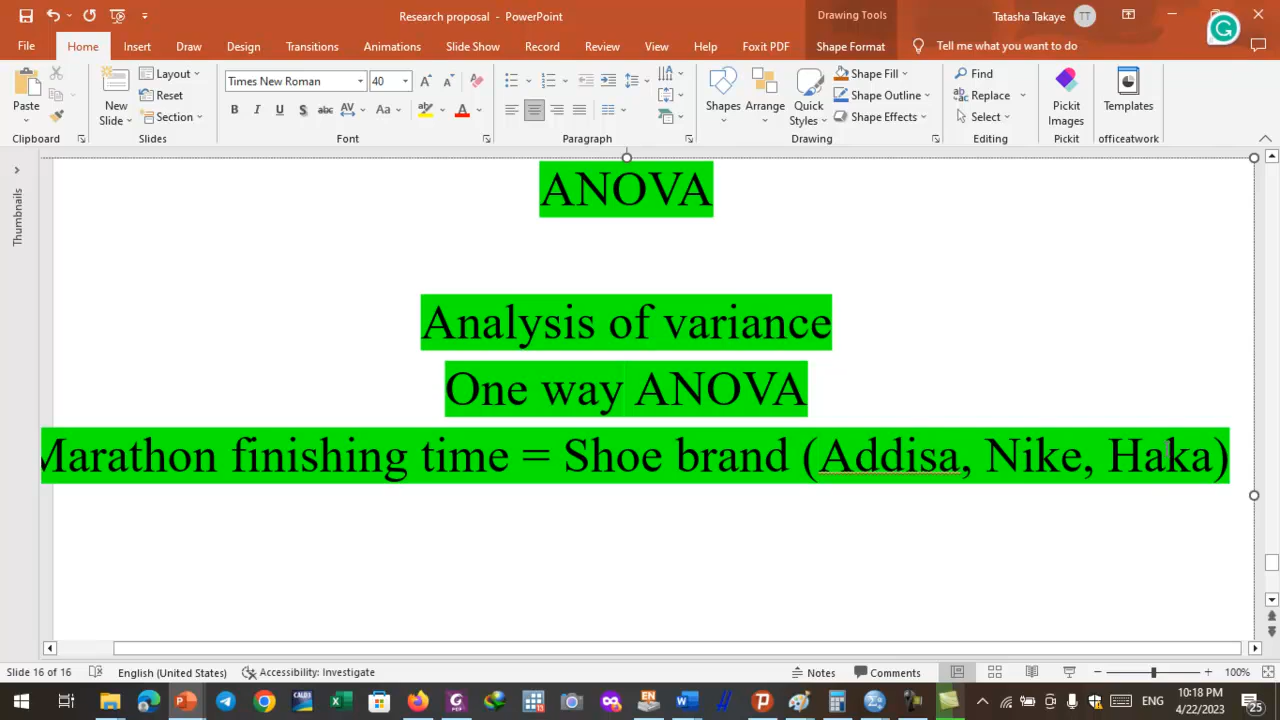 Research proposal - PowerPoint
Drawing Tools
Tatasha Takaye
TT
File Home Insert Draw Design Transitions Animations Slide Show Record Review View Help Foxit PDF Shape Format Tell me what you want to do
Paste
Clipboard
New Slide
Layout
Reset
Section
Slides
Times New Roman 40
B I U S abc AV Aa A
Font
Paragraph
Shapes
Arrange
Quick Styles
Shape Fill
Shape Outline
Shape Effects
Drawing
Find
Replace
Select
Editing
Pickit Images
Pickit
Templates
officeatwork
Thumbnails
ANOVA
Analysis of variance
One way ANOVA
Marathon finishing time = Shoe brand (Addisa, Nike, Haka)
Slide 16 of 16 English (United States) Accessibility: Investigate Notes Comments 100%
ENG
10:18 PM
4/22/2023
25